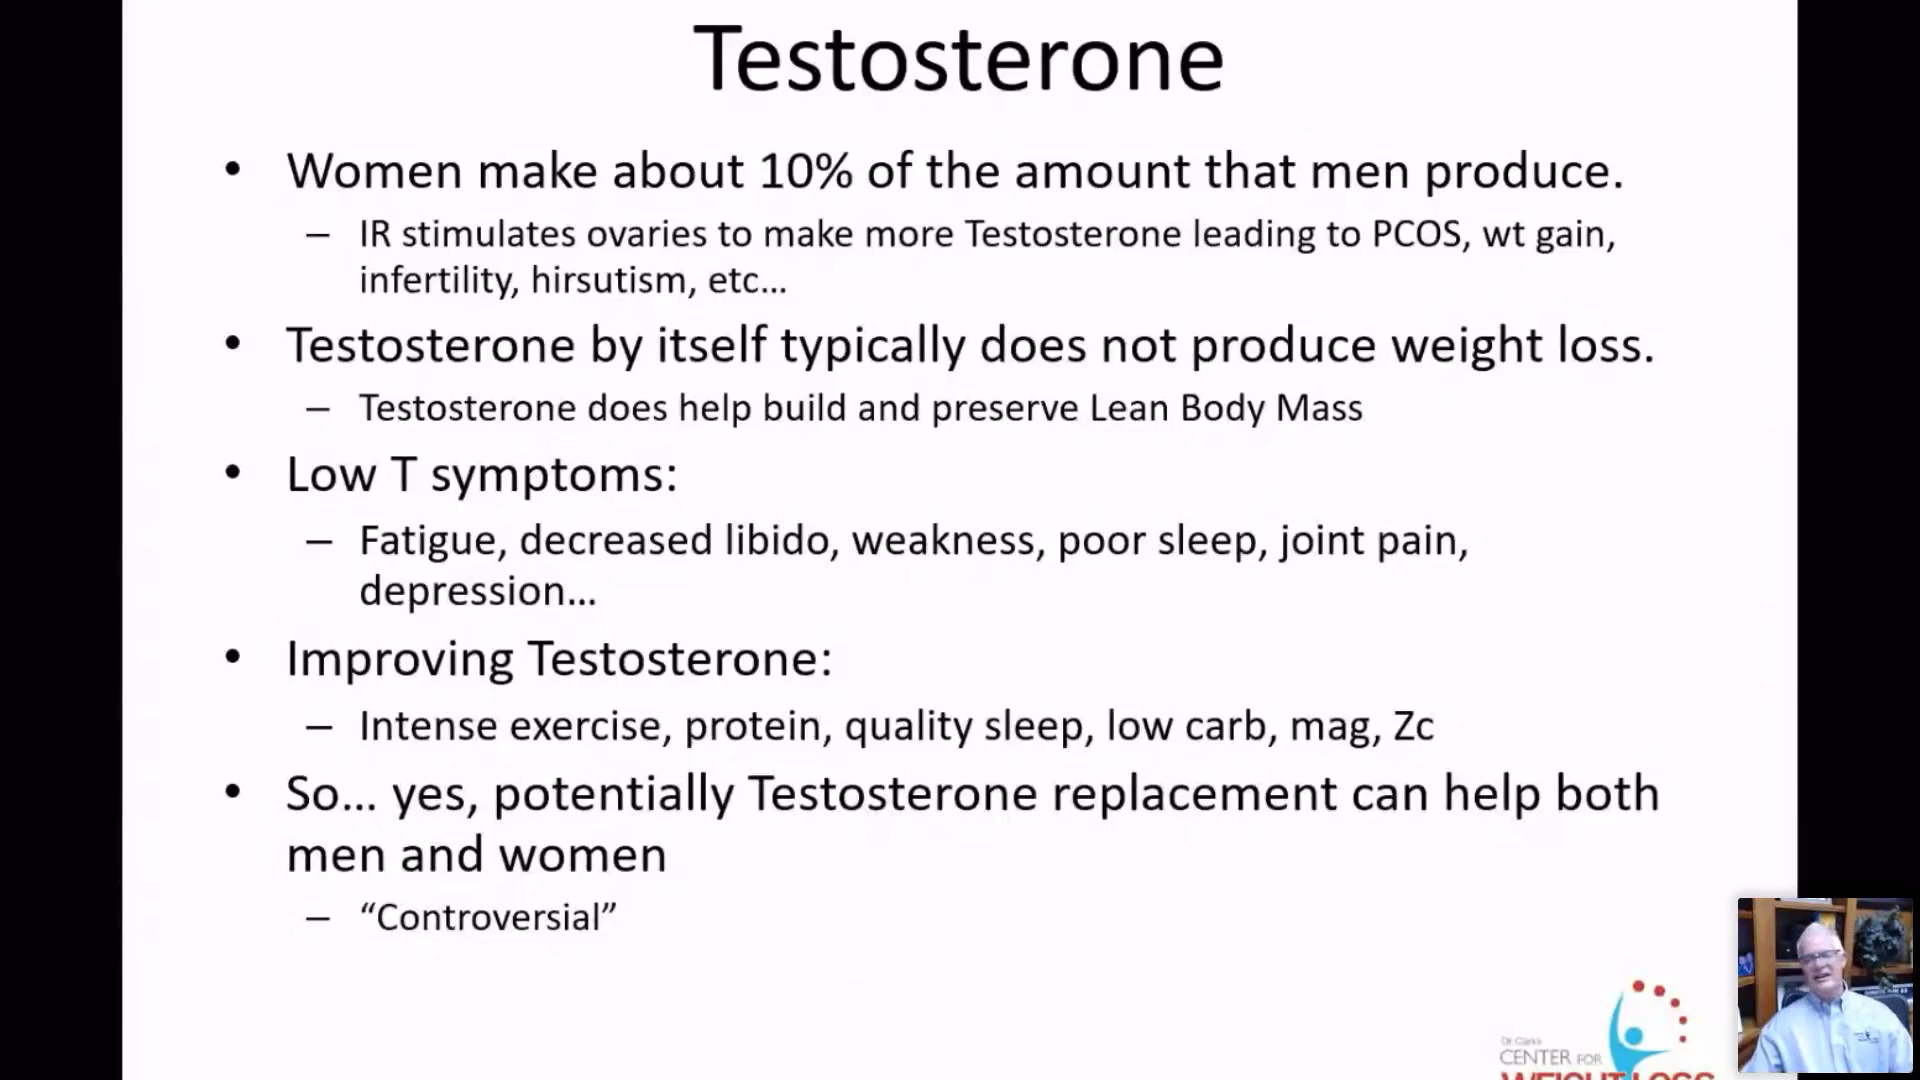 Testosterone
• Women make about 10% of the amount that men produce.
– IR stimulates ovaries to make more Testosterone leading to PCOS, wt gain,
infertility, hirsutism, etc…
• Testosterone by itself typically does not produce weight loss.
– Testosterone does help build and preserve Lean Body Mass
• Low T symptoms:
– Fatigue, decreased libido, weakness, poor sleep, joint pain,
depression…
• Improving Testosterone:
– Intense exercise, protein, quality sleep, low carb, mag, Zc
• So… yes, potentially Testosterone replacement can help both
men and women
– “Controversial”
Dr. Clark's
CENTER FOR
WEIGHT LOSS